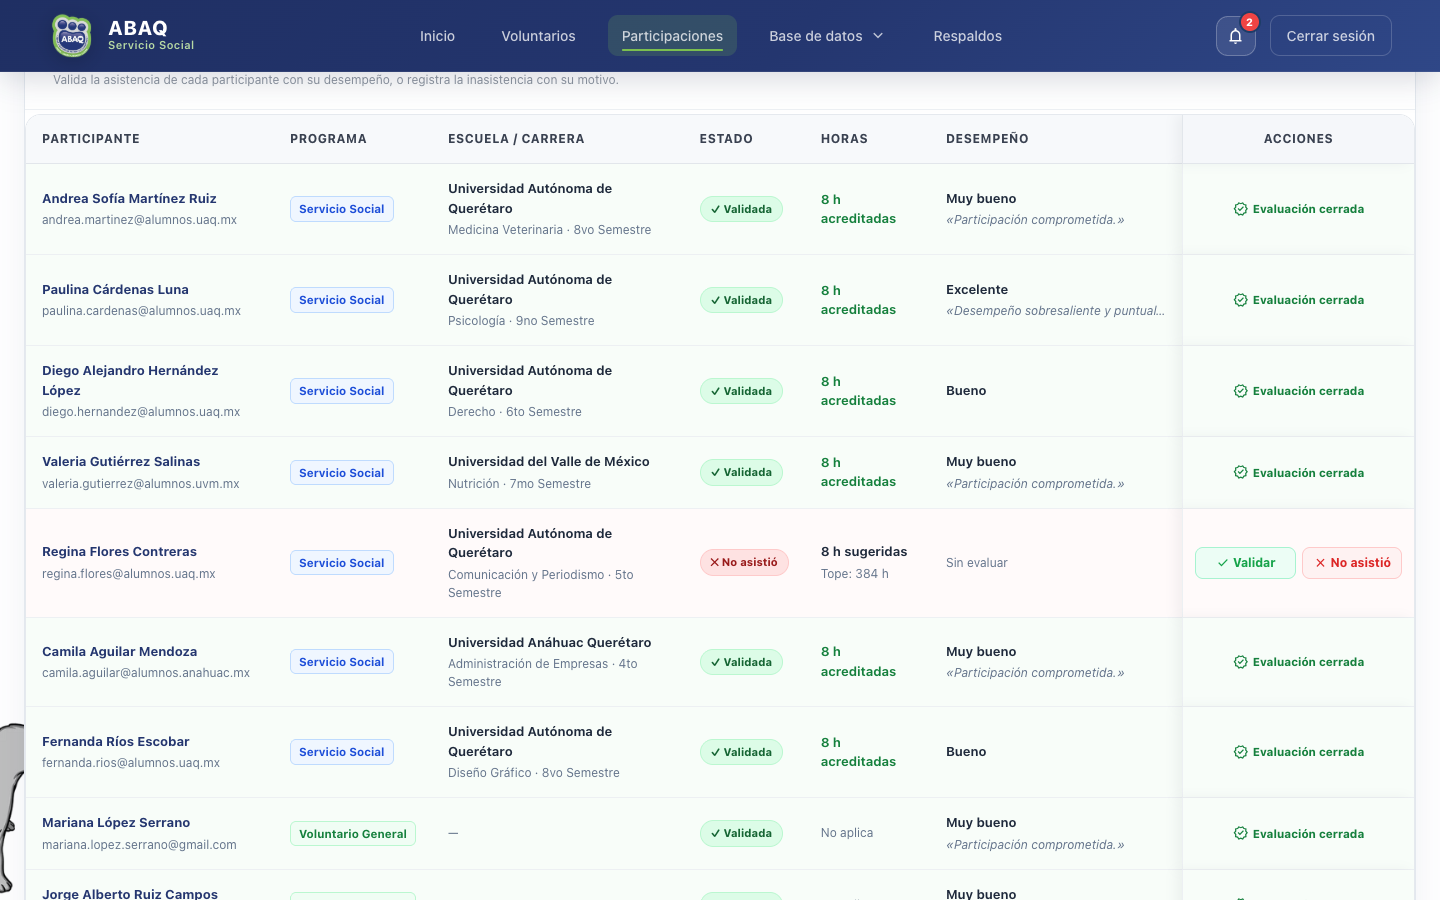 ABAQ
Servicio Social
ABAQ
Inicio
Voluntarios
Participaciones
Base de datos
Respaldos
2
Cerrar sesión
Valida la asistencia de cada participante con su desempeño, o registra la inasistencia con su motivo.
PARTICIPANTE
PROGRAMA
ESCUELA / CARRERA
ESTADO
HORAS
DESEMPEÑO
ACCIONES
Andrea Sofía Martínez Ruiz
andrea.martinez@alumnos.uaq.mx
Servicio Social
Universidad Autónoma de
Querétaro
Medicina Veterinaria · 8vo Semestre
Validada
8 h
acreditadas
Muy bueno
«Participación comprometida.»
Evaluación cerrada
Paulina Cárdenas Luna
paulina.cardenas@alumnos.uaq.mx
Servicio Social
Universidad Autónoma de
Querétaro
Psicología · 9no Semestre
Validada
8 h
acreditadas
Excelente
«Desempeño sobresaliente y puntual…
Evaluación cerrada
Diego Alejandro Hernández
López
diego.hernandez@alumnos.uaq.mx
Servicio Social
Universidad Autónoma de
Querétaro
Derecho · 6to Semestre
Validada
8 h
acreditadas
Bueno
Evaluación cerrada
Valeria Gutiérrez Salinas
valeria.gutierrez@alumnos.uvm.mx
Servicio Social
Universidad del Valle de México
Nutrición · 7mo Semestre
Validada
8 h
acreditadas
Muy bueno
«Participación comprometida.»
Evaluación cerrada
Regina Flores Contreras
regina.flores@alumnos.uaq.mx
Servicio Social
Universidad Autónoma de
Querétaro
Comunicación y Periodismo · 5to
Semestre
No asistió
8 h sugeridas
Tope: 384 h
Sin evaluar
Validar
No asistió
Camila Aguilar Mendoza
camila.aguilar@alumnos.anahuac.mx
Servicio Social
Universidad Anáhuac Querétaro
Administración de Empresas · 4to
Semestre
Validada
8 h
acreditadas
Muy bueno
«Participación comprometida.»
Evaluación cerrada
Fernanda Ríos Escobar
fernanda.rios@alumnos.uaq.mx
Servicio Social
Universidad Autónoma de
Querétaro
Diseño Gráfico · 8vo Semestre
Validada
8 h
acreditadas
Bueno
Evaluación cerrada
Mariana López Serrano
mariana.lopez.serrano@gmail.com
Voluntario General
—
Validada
No aplica
Muy bueno
«Participación comprometida.»
Evaluación cerrada
Jorge Alberto Ruiz Campos
Muy bueno